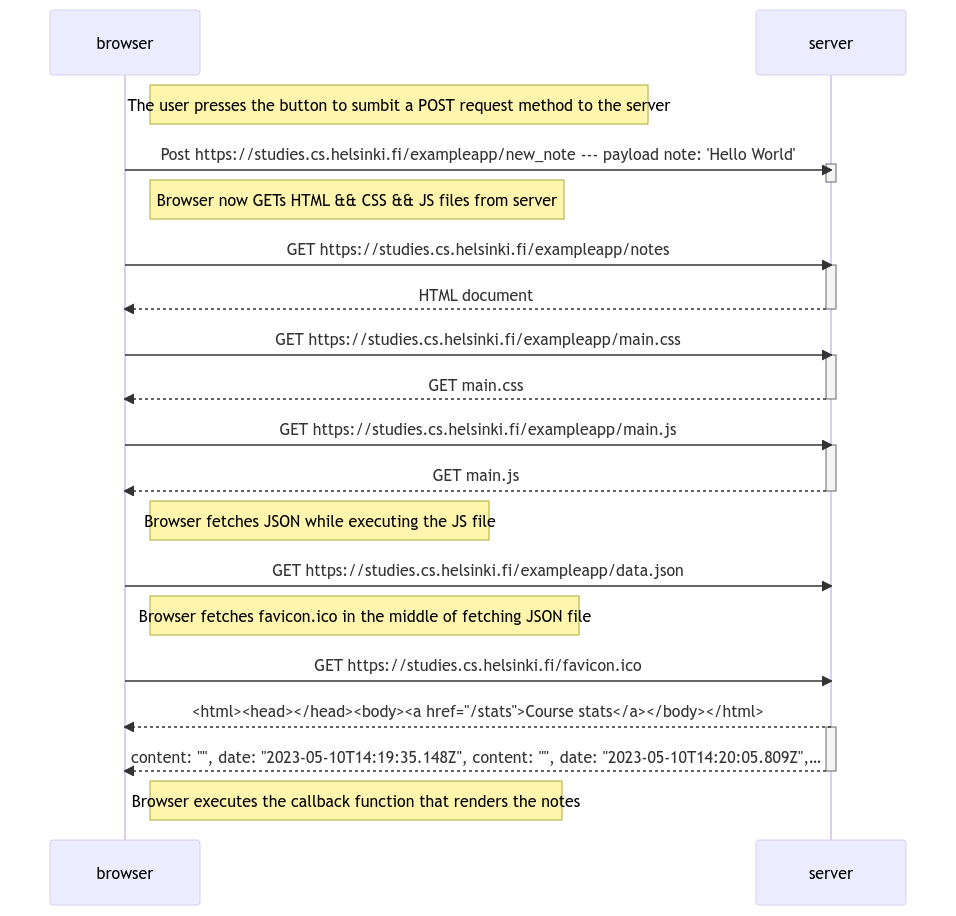 browser
server
The user presses the button to sumbit a POST request method to the server
Post https://studies.cs.helsinki.fi/exampleapp/new_note --- payload note: 'Hello World'
Browser now GETs HTML && CSS && JS files from server
GET https://studies.cs.helsinki.fi/exampleapp/notes
HTML document
GET https://studies.cs.helsinki.fi/exampleapp/main.css
GET main.css
GET https://studies.cs.helsinki.fi/exampleapp/main.js
GET main.js
Browser fetches JSON while executing the JS file
GET https://studies.cs.helsinki.fi/exampleapp/data.json
Browser fetches favicon.ico in the middle of fetching JSON file
GET https://studies.cs.helsinki.fi/favicon.ico
<html><head></head><body><a href="/stats">Course stats</a></body></html>
content: "", date: "2023-05-10T14:19:35.148Z", content: "", date: "2023-05-10T14:20:05.809Z",...
Browser executes the callback function that renders the notes
browser
server